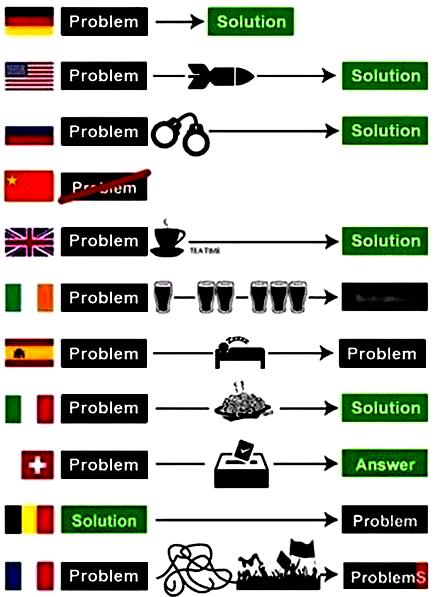 Problem Solution
Problem Solution
Problem Solution
Problem
Problem TEA TIME Solution
Problem
Problem zzzz Problem
Problem Solution
Problem Answer
Solution Problem
Problem ProblemS